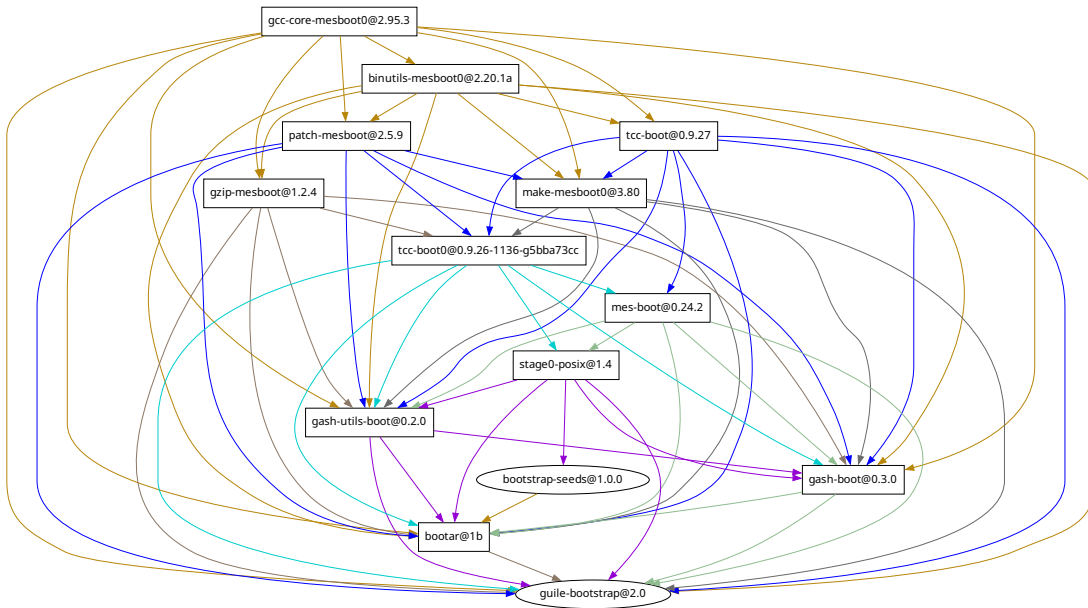 gcc-core-mesboot0@2.95.3
binutils-mesboot0@2.20.1a
patch-mesboot@2.5.9
tcc-boot@0.9.27
gzip-mesboot@1.2.4
make-mesboot0@3.80
tcc-boot0@0.9.26-1136-g5bba73cc
mes-boot@0.24.2
stage0-posix@1.4
gash-utils-boot@0.2.0
bootstrap-seeds@1.0.0
gash-boot@0.3.0
bootar@1b
guile-bootstrap@2.0